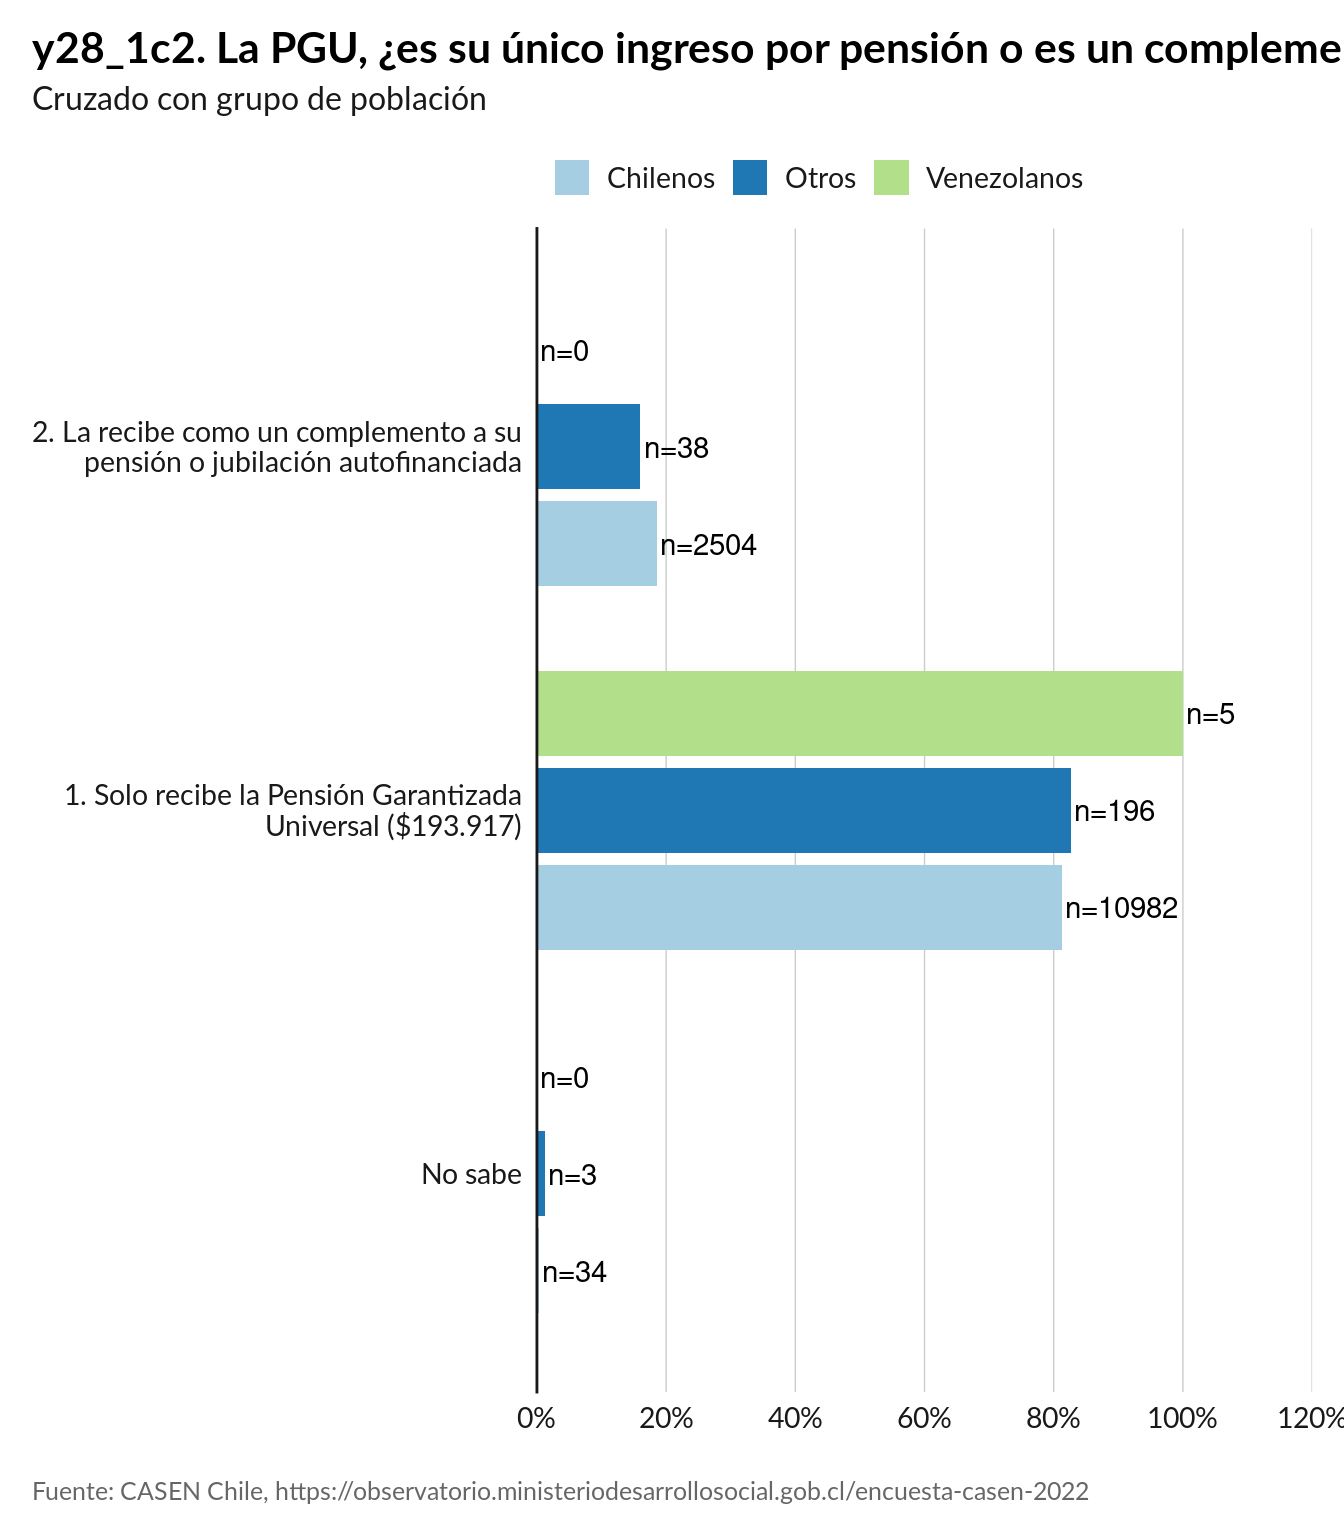 y28_1c2. La PGU, ¿es su único ingreso por pensión o es un compleme
Cruzado con grupo de población
Chilenos
Otros
Venezolanos
n=0
2. La recibe como un complemento a su
pensión o jubilación autofinanciada
n=38
n=2504
n=5
1. Solo recibe la Pensión Garantizada
Universal ($193.917)
n=196
n=10982
n=0
No sabe
n=3
n=34
0%
20%
40%
60%
80%
100%
120%
Fuente: CASEN Chile, https://observatorio.ministeriodesarrollosocial.gob.cl/encuesta-casen-2022